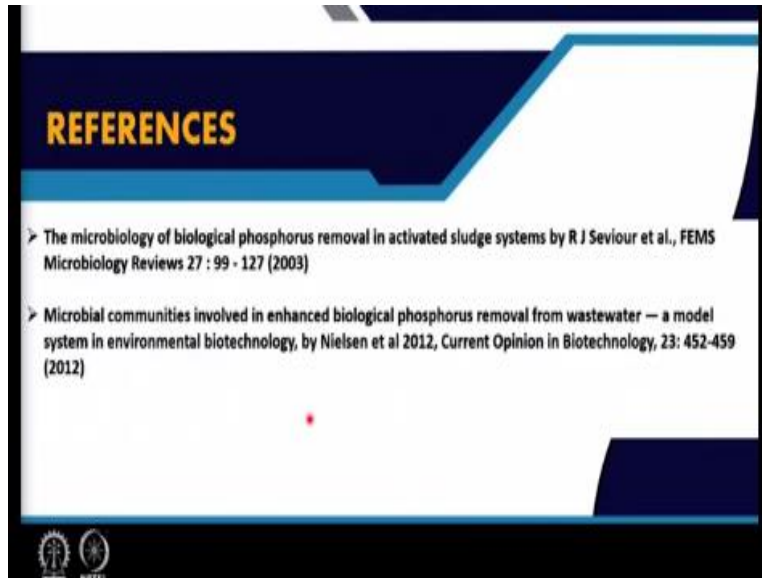 REFERENCES
➢ The microbiology of biological phosphorus removal in activated sludge systems by R J Seviour et al., FEMS
Microbiology Reviews 27 : 99 - 127 (2003)
➢ Microbial communities involved in enhanced biological phosphorus removal from wastewater — a model
system in environmental biotechnology, by Nielsen et al 2012, Current Opinion in Biotechnology, 23: 452-459
(2012)